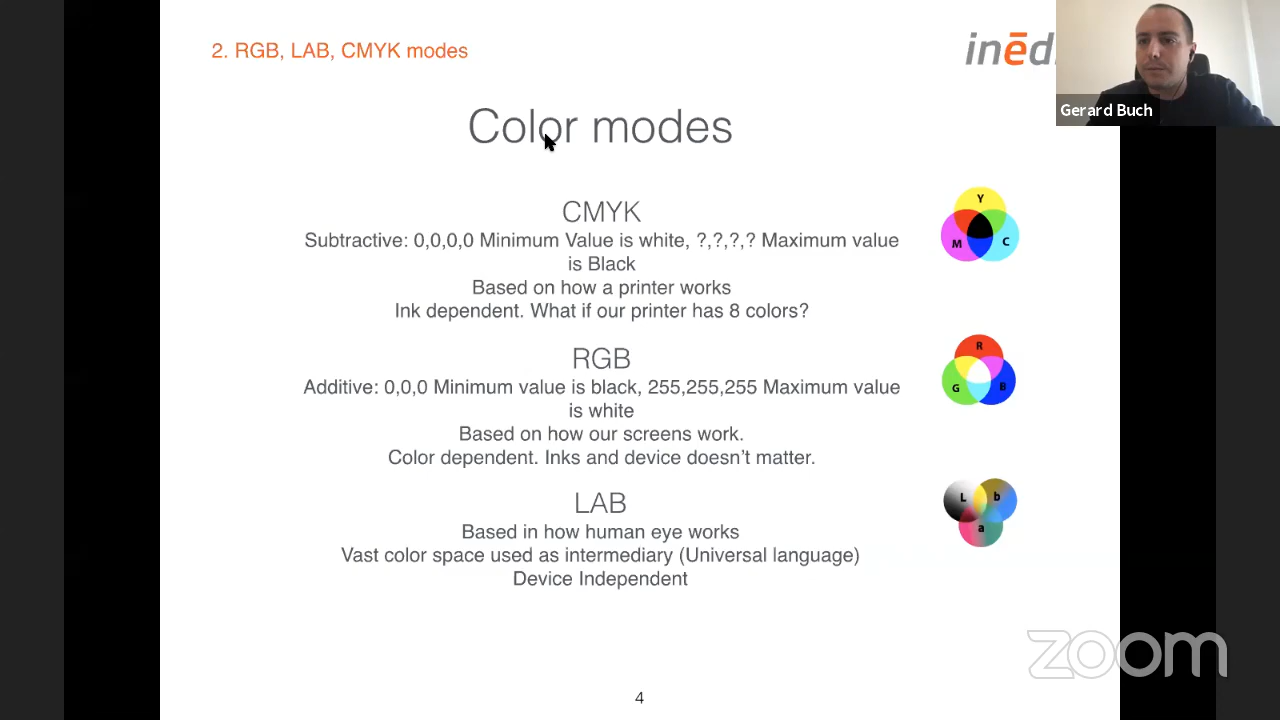 2. RGB, LAB, CMYK modes
inēd
Gerard Buch
Color modes
CMYK
Subtractive: 0,0,0,0 Minimum Value is white, ?,?,?,? Maximum value
is Black
Based on how a printer works
Ink dependent. What if our printer has 8 colors?
Y
M
C
RGB
Additive: 0,0,0 Minimum value is black, 255,255,255 Maximum value
is white
Based on how our screens work.
Color dependent. Inks and device doesn't matter.
R
G
B
LAB
Based in how human eye works
Vast color space used as intermediary (Universal language)
Device Independent
L
b
a
zoom
4